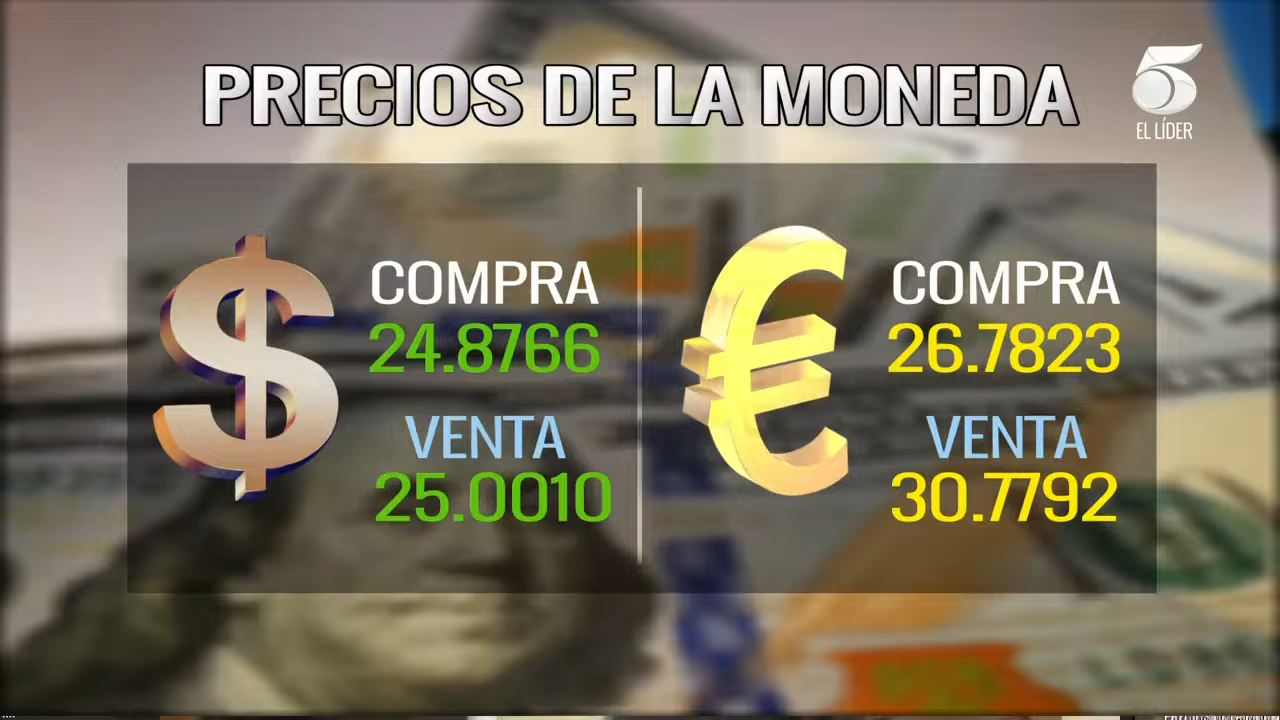 PRECIOS DE LA MONEDA
5
EL LÍDER
$
COMPRA
24.8766
VENTA
25.0010
€
COMPRA
26.7823
VENTA
30.7792